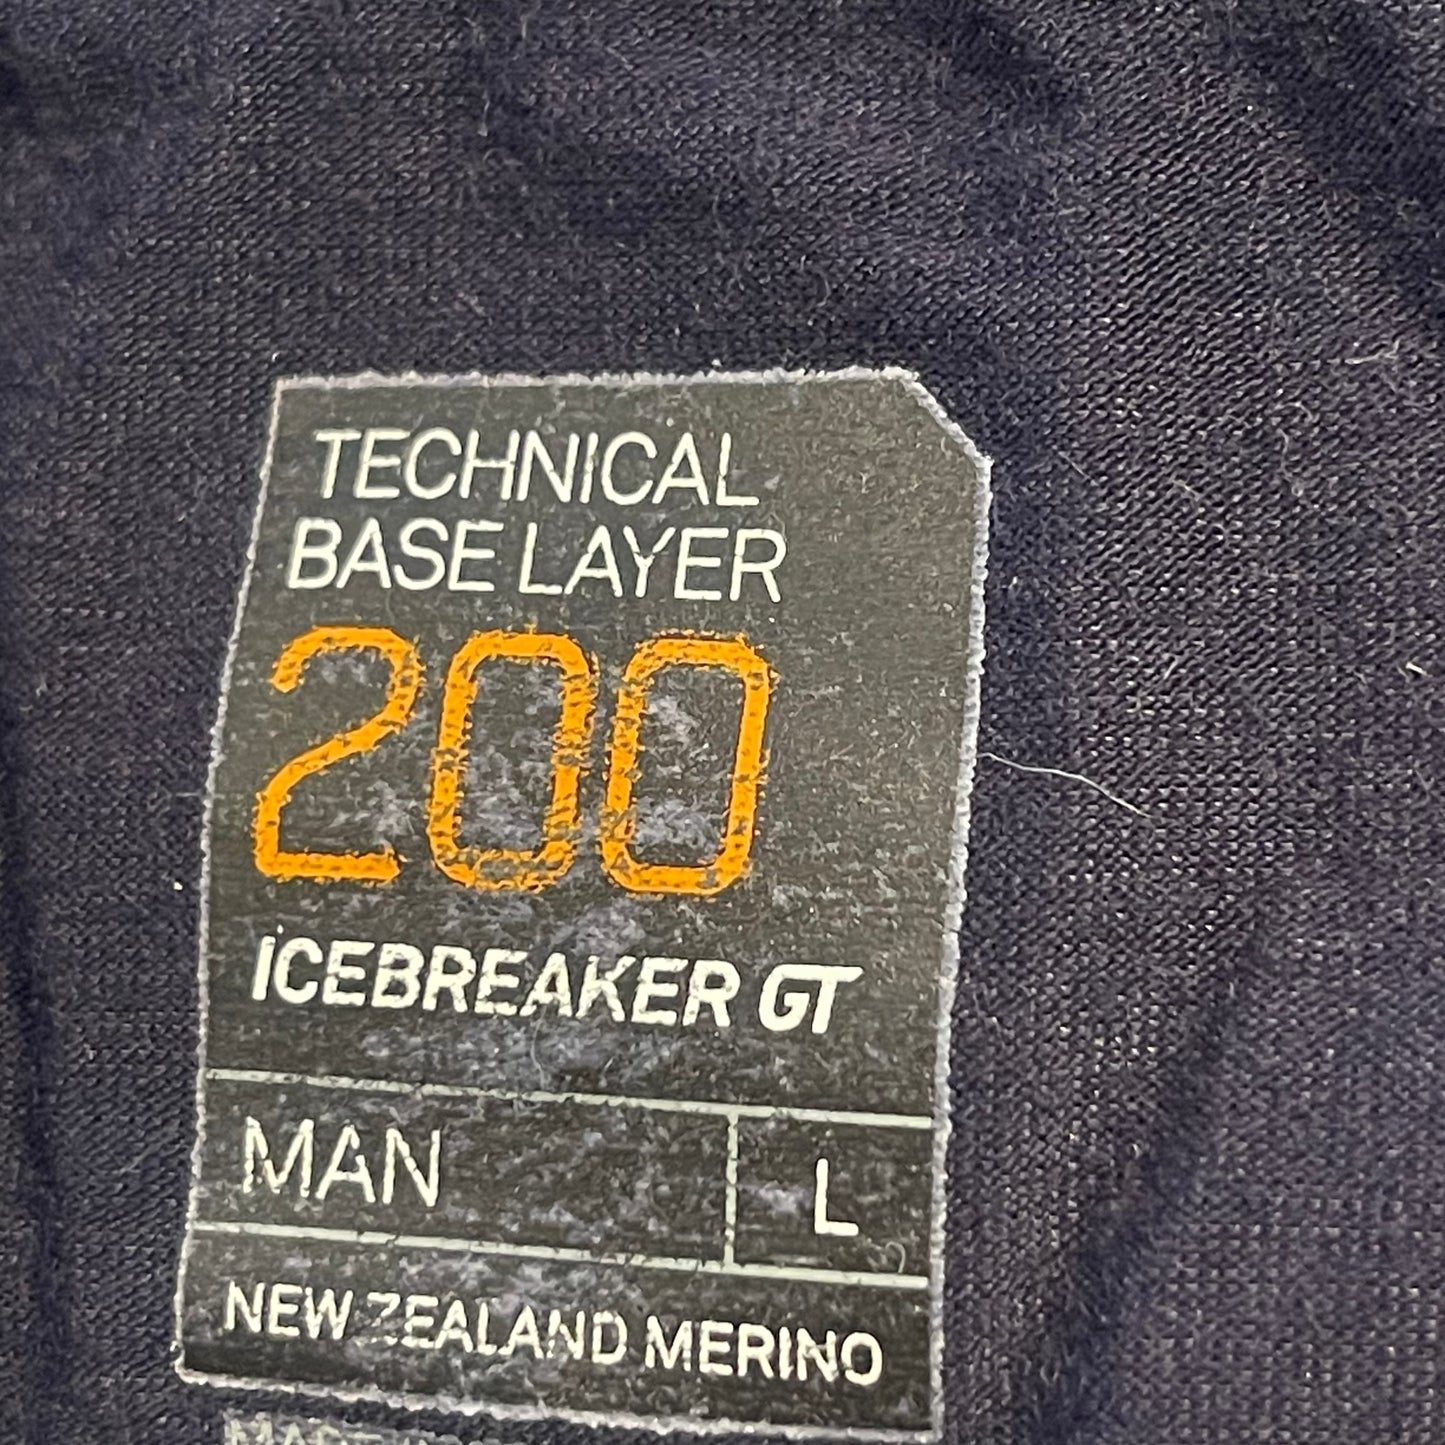 TECHNICAL
BASE LAYER
200
ICEBREAKER GT
MAN L
NEW ZEALAND MERINO